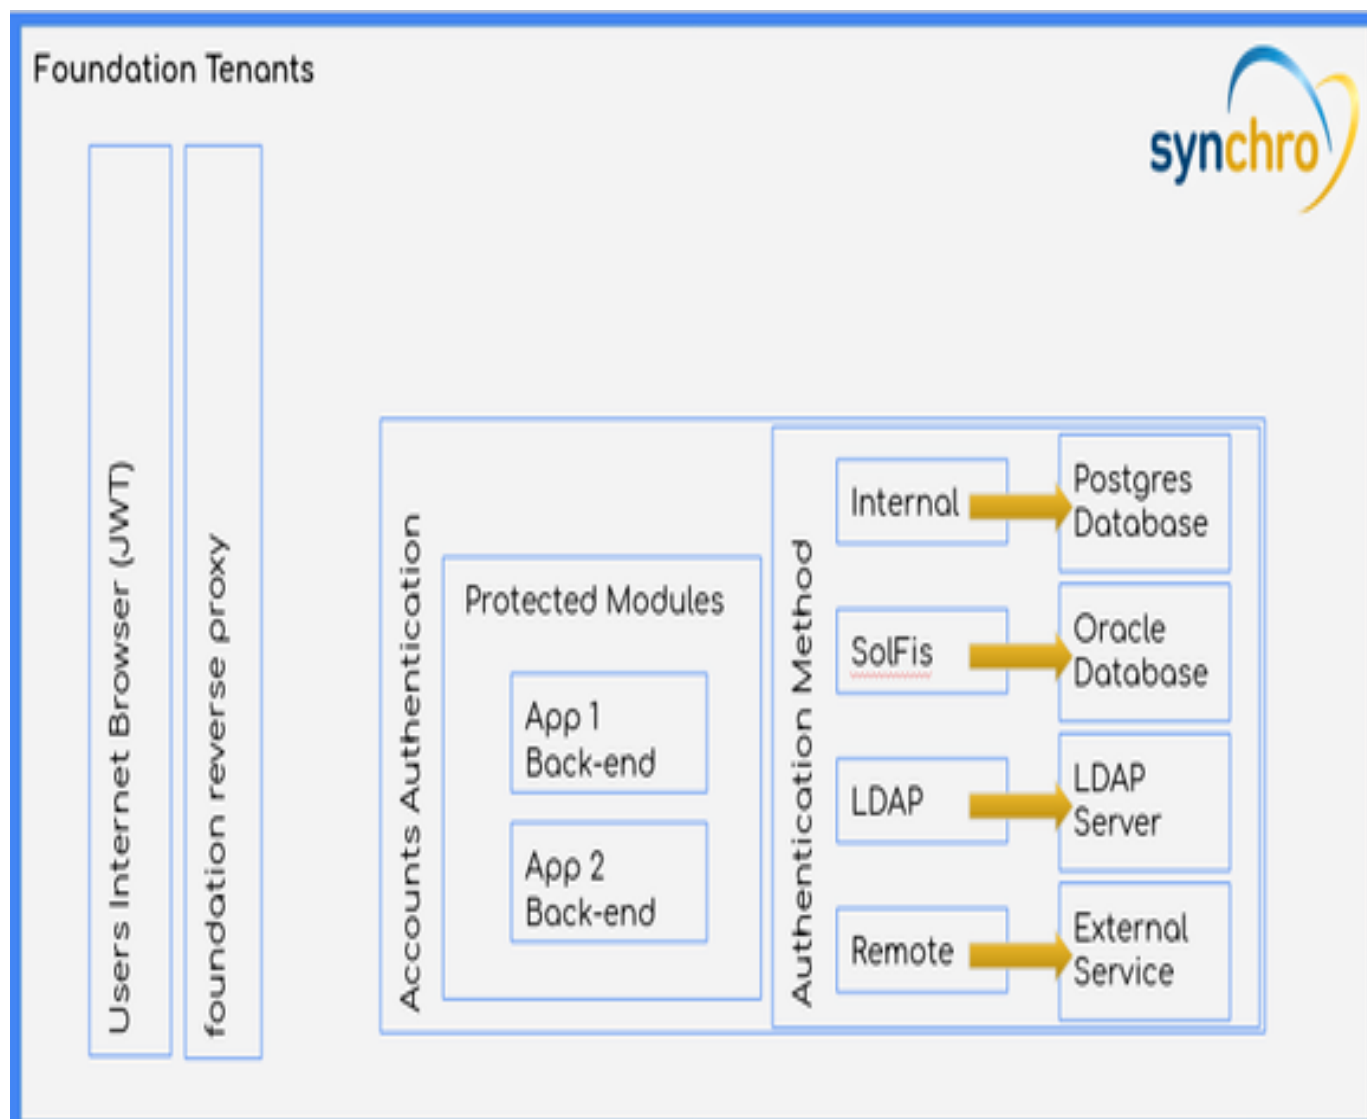 Foundation Tenants
synchro
Users Internet Browser (JWT)
foundation reverse proxy
Accounts Authentication
Protected Modules
App 1
Back-end
App 2
Back-end
Authentication Method
Internal
Postgres
Database
SolFis
Oracle
Database
LDAP
LDAP
Server
Remote
External
Service